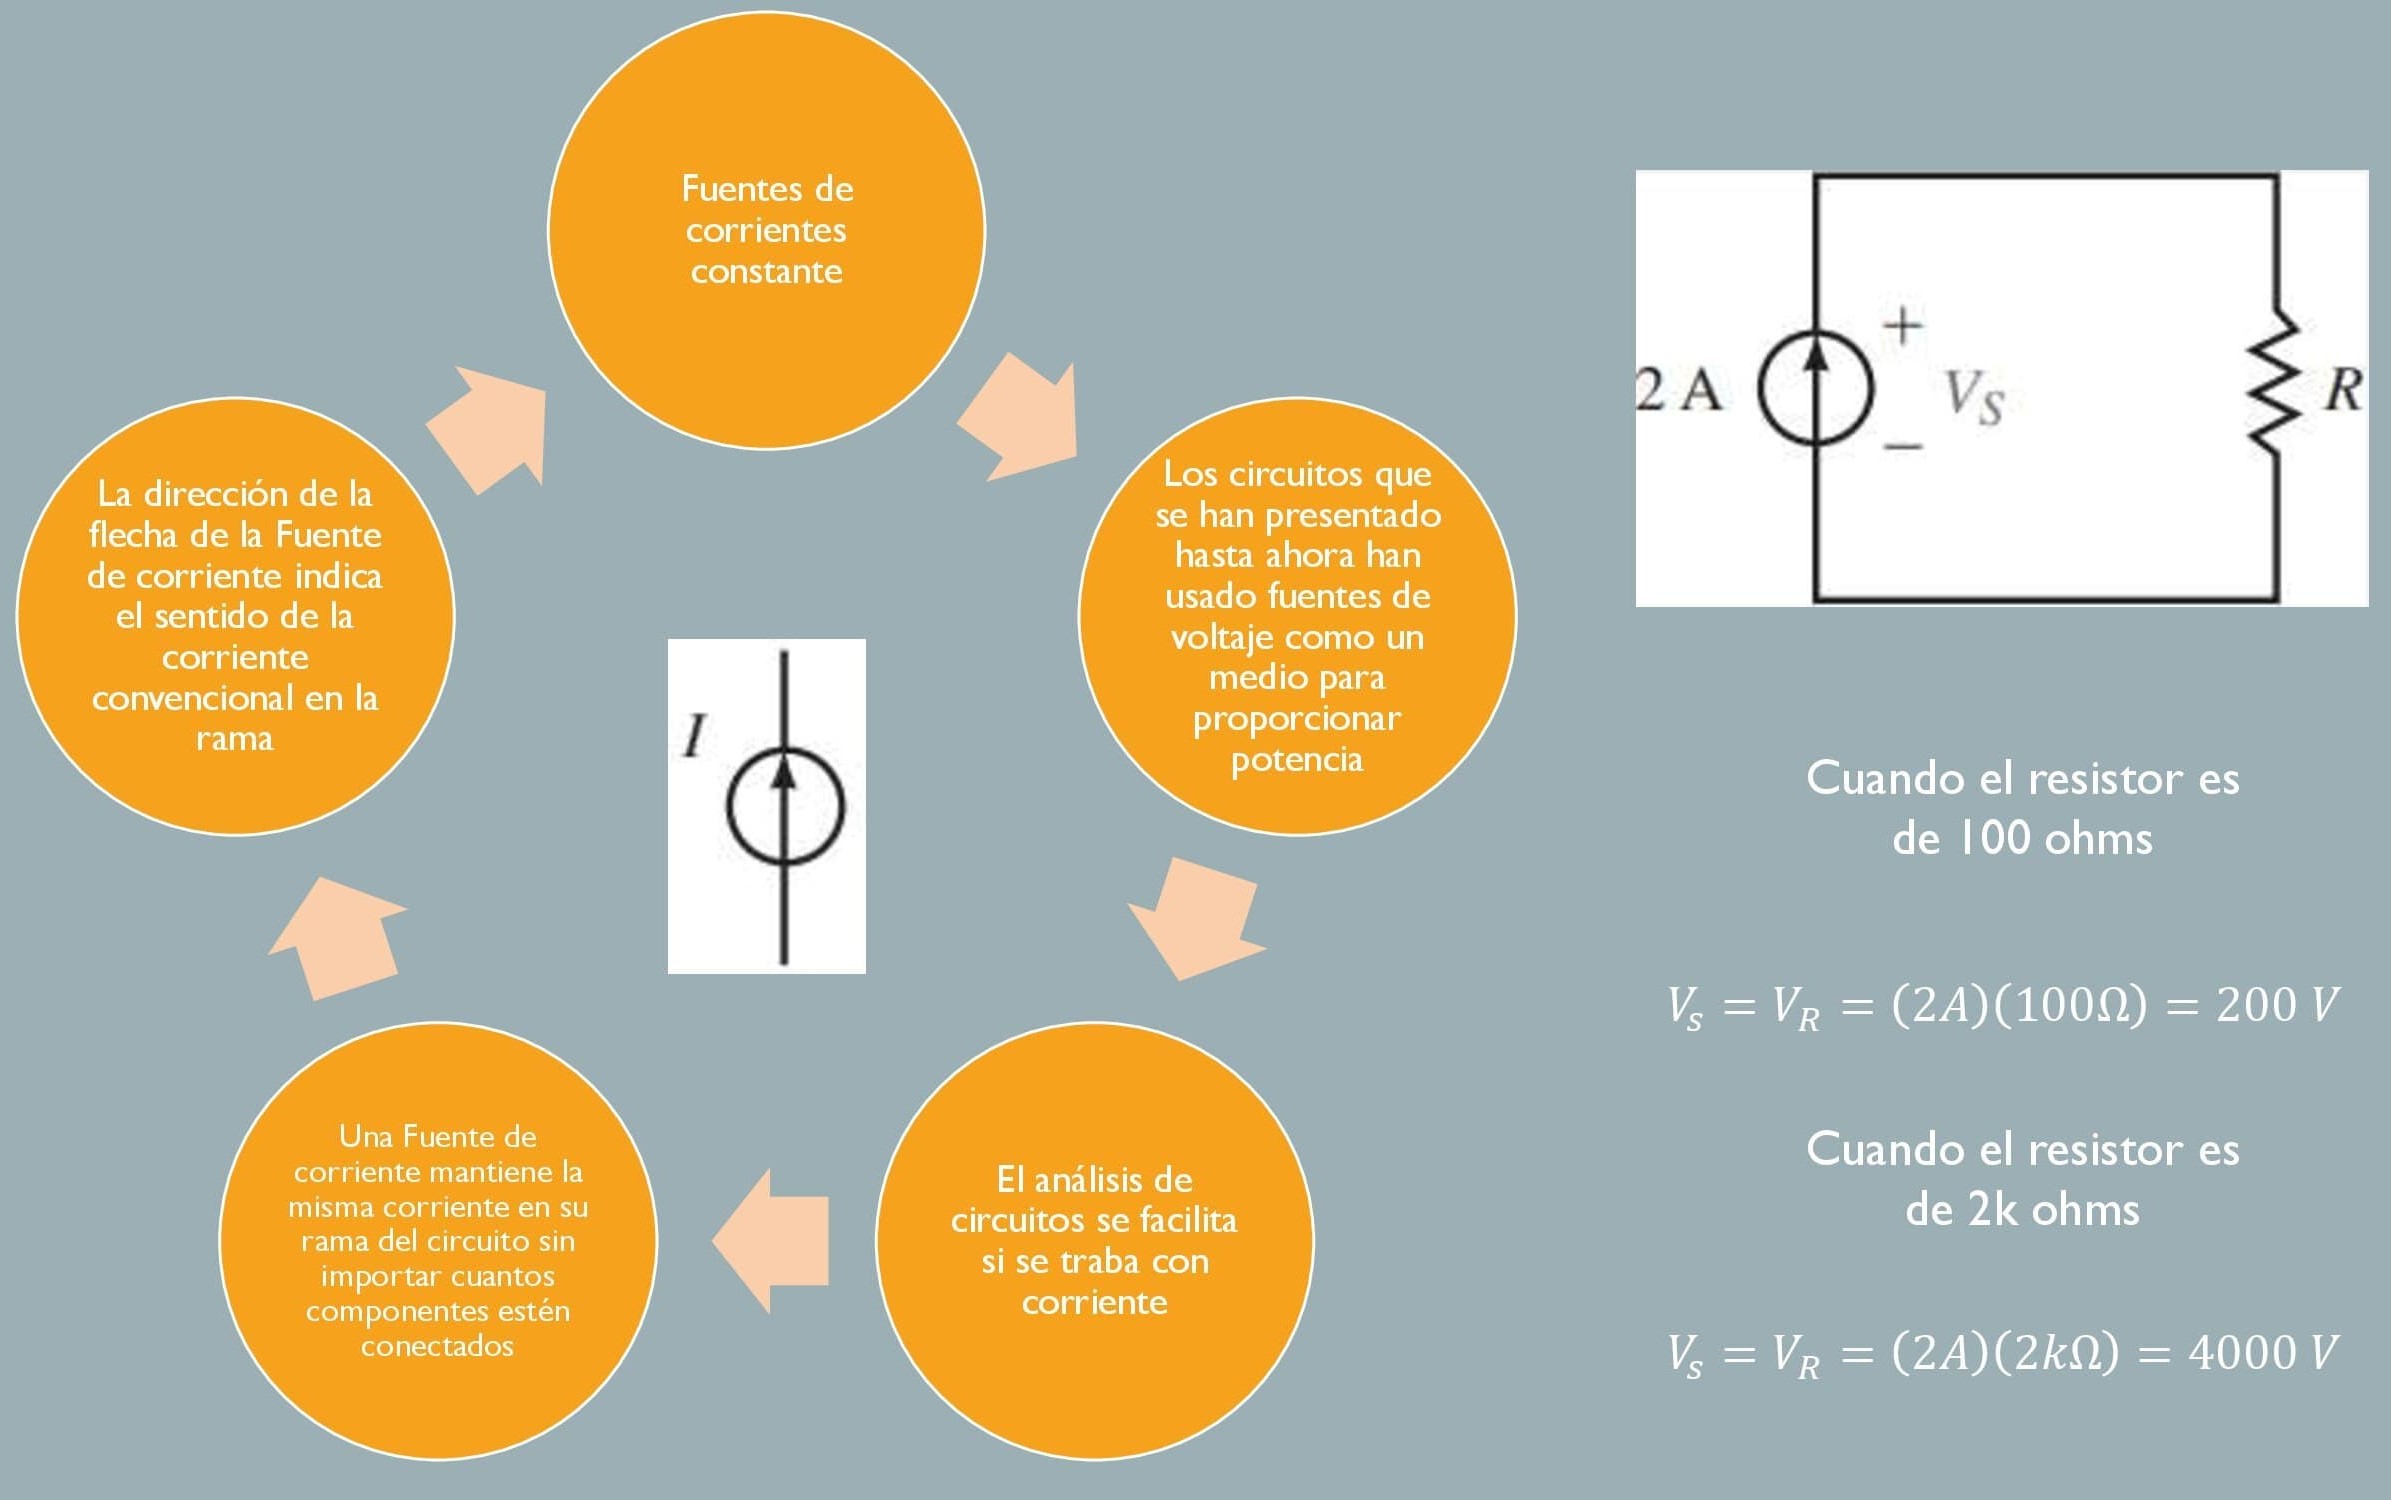 Fuentes de
corrientes
constante
Los circuitos que
se han presentado
hasta ahora han
usado fuentes de
voltaje como un
medio para
proporcionar
potencia
El análisis de
circuitos se facilita
si se traba con
corriente
Una Fuente de
corriente mantiene la
misma corriente en su
rama del circuito sin
importar cuantos
componentes estén
conectados
La dirección de la
flecha de la Fuente
de corriente indica
el sentido de la
corriente
convencional en la
rama
I
2 A
+
V_S
−
R
Cuando el resistor es
de 100 ohms
V_s = V_R = (2A)(100Ω) = 200 V
Cuando el resistor es
de 2k ohms
V_s = V_R = (2A)(2kΩ) = 4000 V